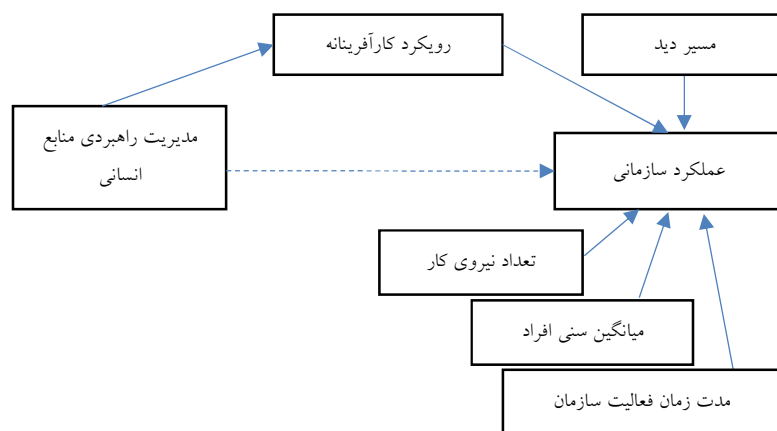 مسیر دید
رویکرد کارآفرینانه
مدیریت راهبردی منابع
انسانی
عملکرد سازمانی
تعداد نیروی کار
میانگین سنی افراد
مدت زمان فعالیت سازمان